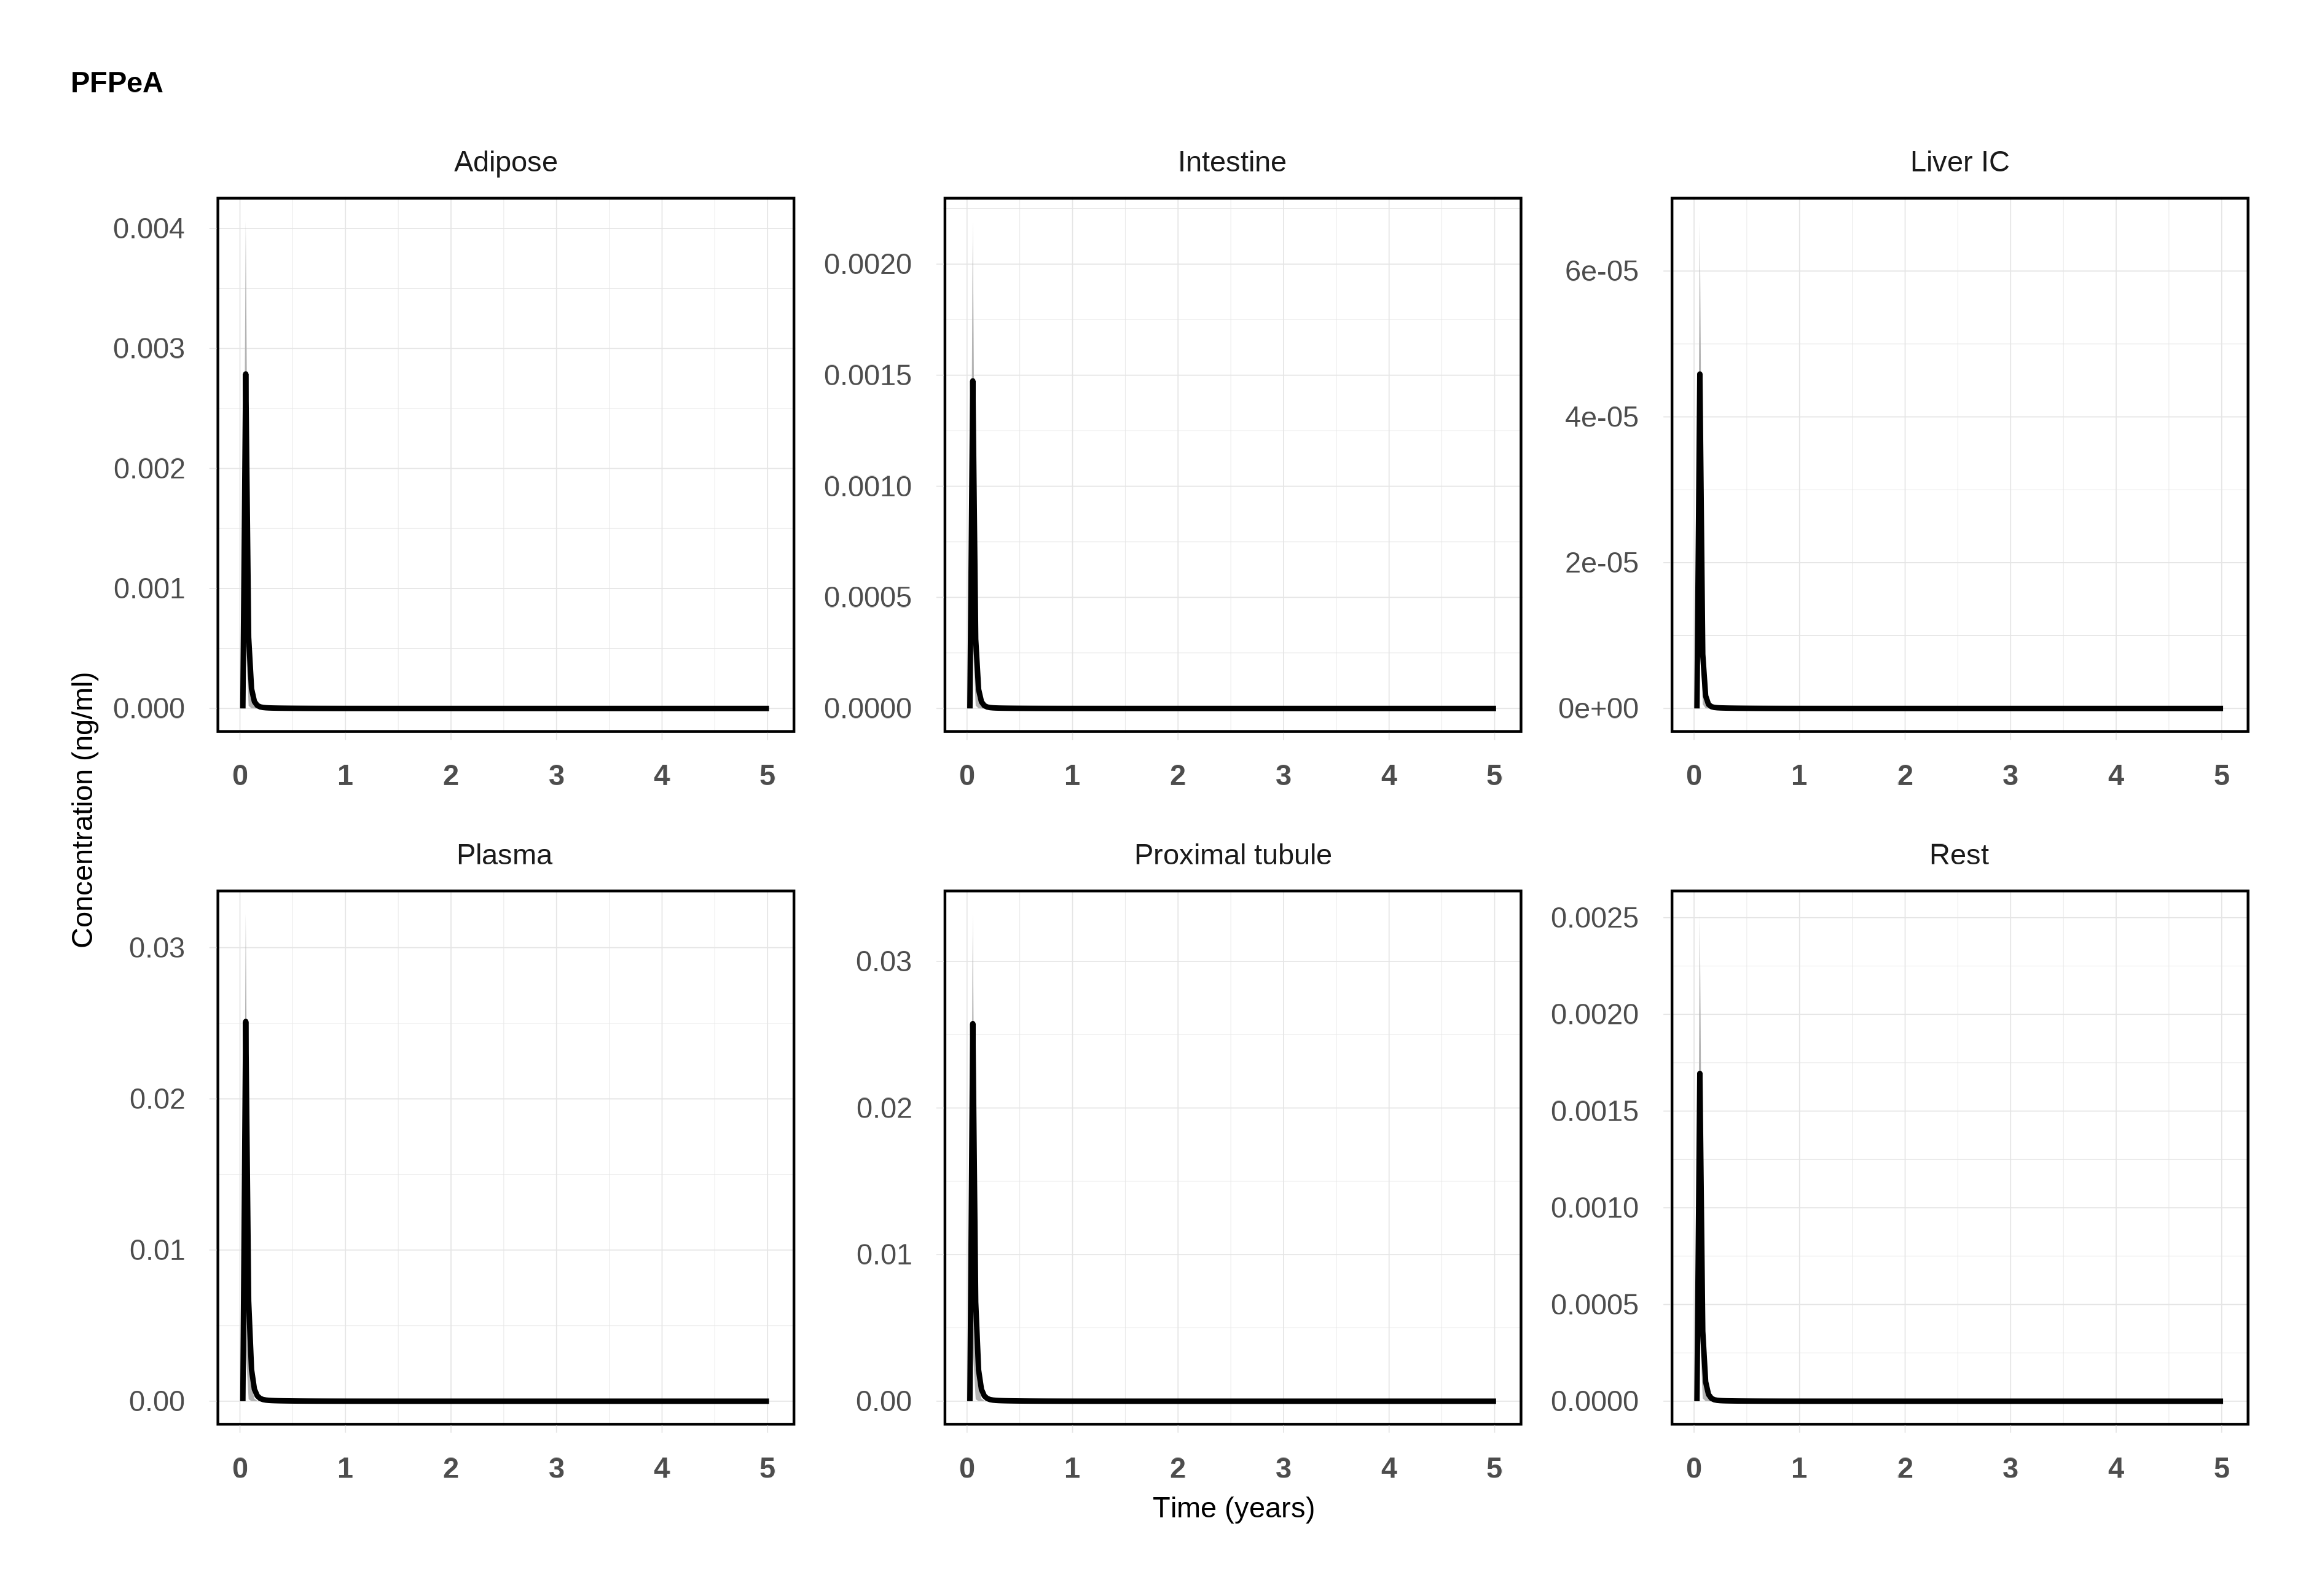 PFPeA
Adipose
Intestine
Liver IC
0.004
0.003
0.002
0.001
0.000
0.0020
0.0015
0.0010
0.0005
0.0000
6e-05
4e-05
2e-05
0e+00
0 1 2 3 4 5
0 1 2 3 4 5
0 1 2 3 4 5
Concentration (ng/ml)
Plasma
Proximal tubule
Rest
0.03
0.02
0.01
0.00
0.03
0.02
0.01
0.00
0.0025
0.0020
0.0015
0.0010
0.0005
0.0000
0 1 2 3 4 5
0 1 2 3 4 5
0 1 2 3 4 5
Time (years)